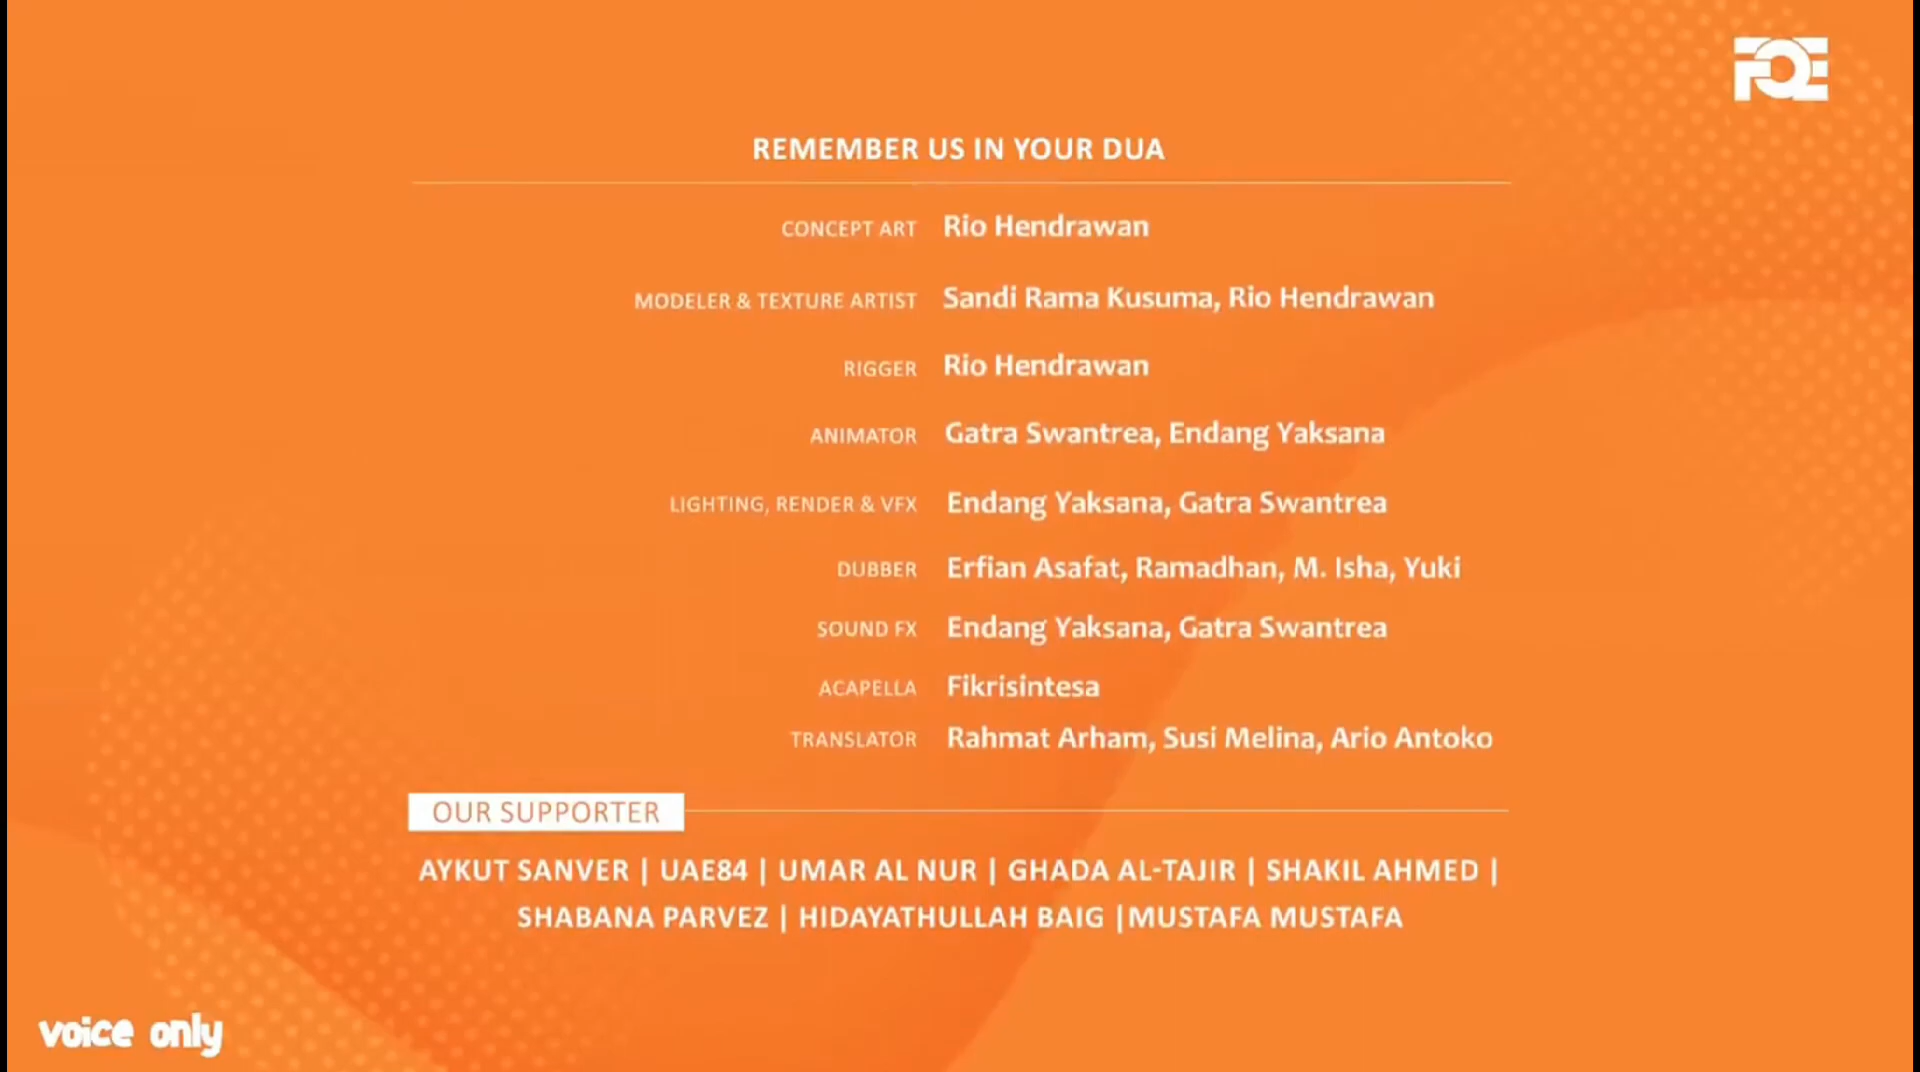 FQE
REMEMBER US IN YOUR DUA
CONCEPT ART Rio Hendrawan
MODELER & TEXTURE ARTIST Sandi Rama Kusuma, Rio Hendrawan
RIGGER Rio Hendrawan
ANIMATOR Gatra Swantrea, Endang Yaksana
LIGHTING, RENDER & VFX Endang Yaksana, Gatra Swantrea
DUBBER Erfian Asafat, Ramadhan, M. Isha, Yuki
SOUND FX Endang Yaksana, Gatra Swantrea
ACAPELLA Fikrisintesa
TRANSLATOR Rahmat Arham, Susi Melina, Ario Antoko
OUR SUPPORTER
AYKUT SANVER | UAE84 | UMAR AL NUR | GHADA AL-TAJIR | SHAKIL AHMED |
SHABANA PARVEZ | HIDAYATHULLAH BAIG |MUSTAFA MUSTAFA
voice only